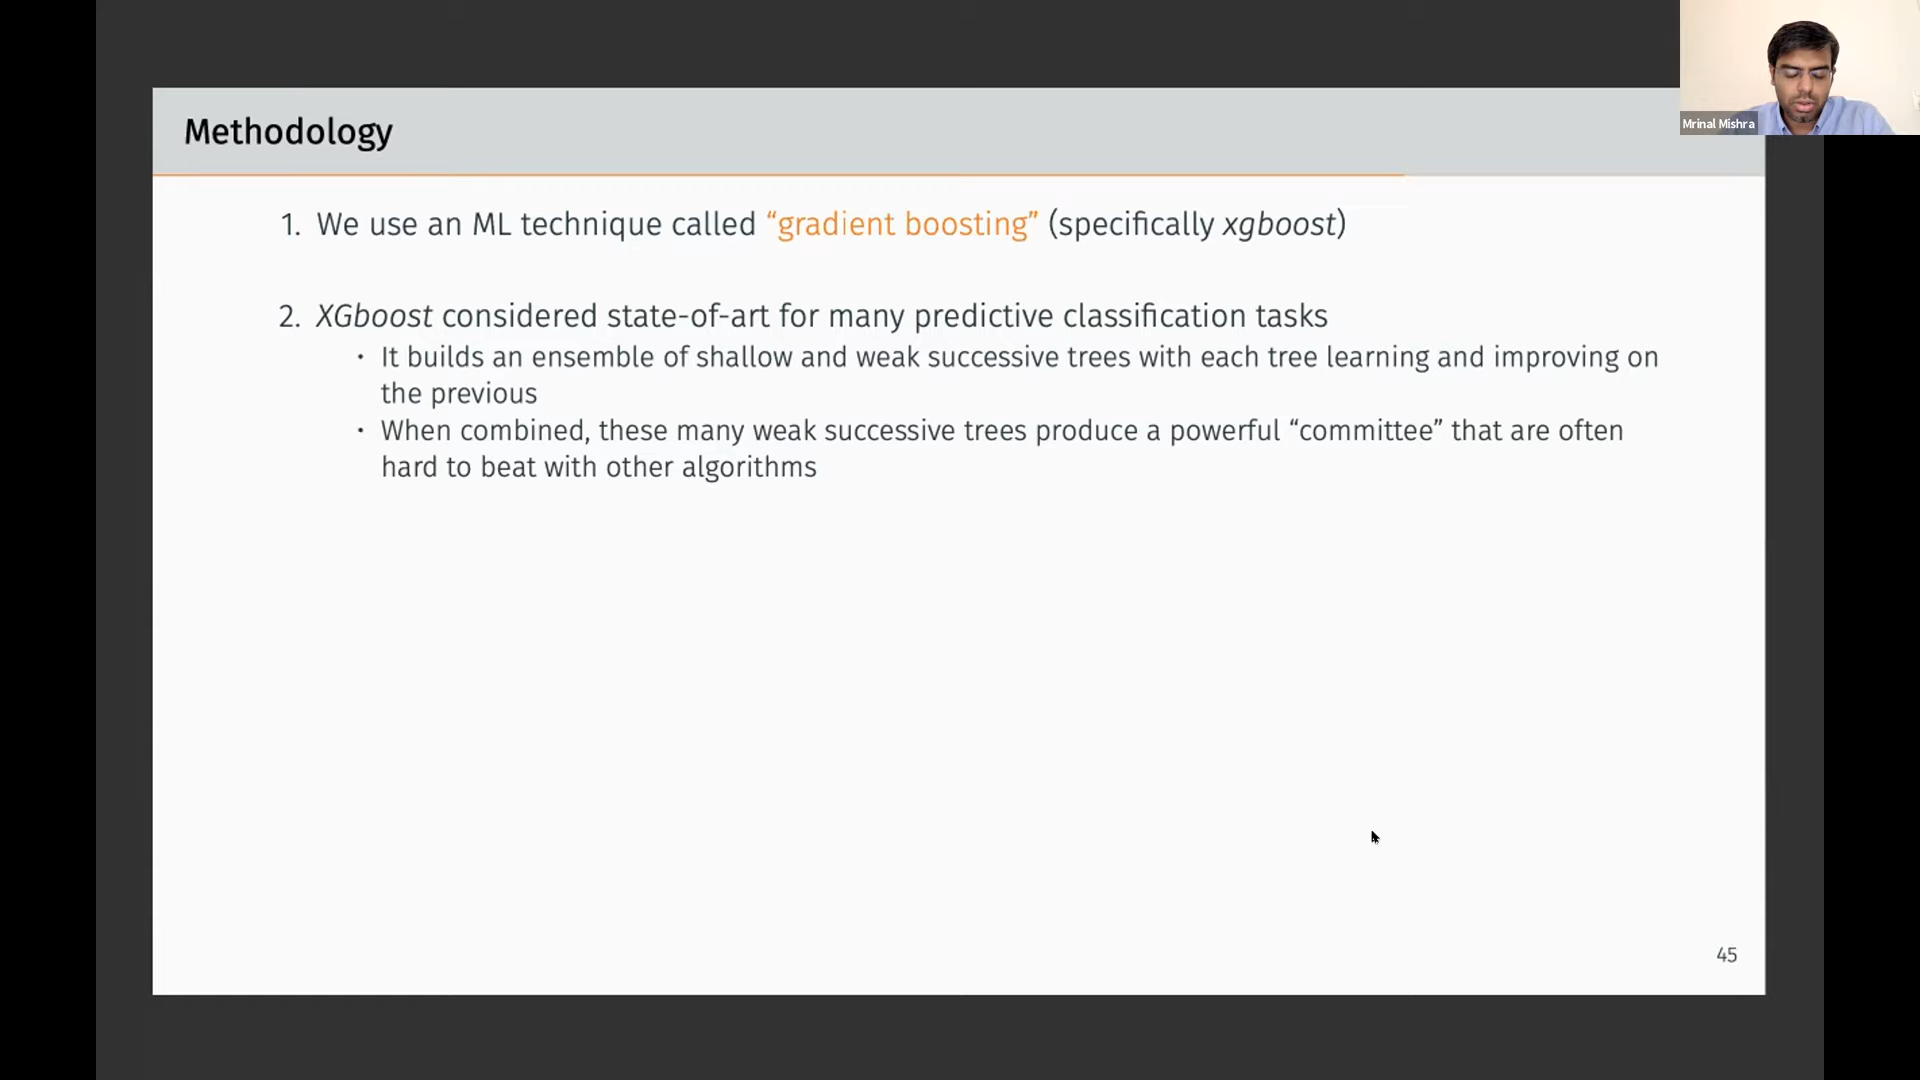 Mrinal Mishra
Methodology
1. We use an ML technique called “gradient boosting” (specifically xgboost)
2. XGboost considered state-of-art for many predictive classification tasks
• It builds an ensemble of shallow and weak successive trees with each tree learning and improving on
the previous
• When combined, these many weak successive trees produce a powerful “committee” that are often
hard to beat with other algorithms
45